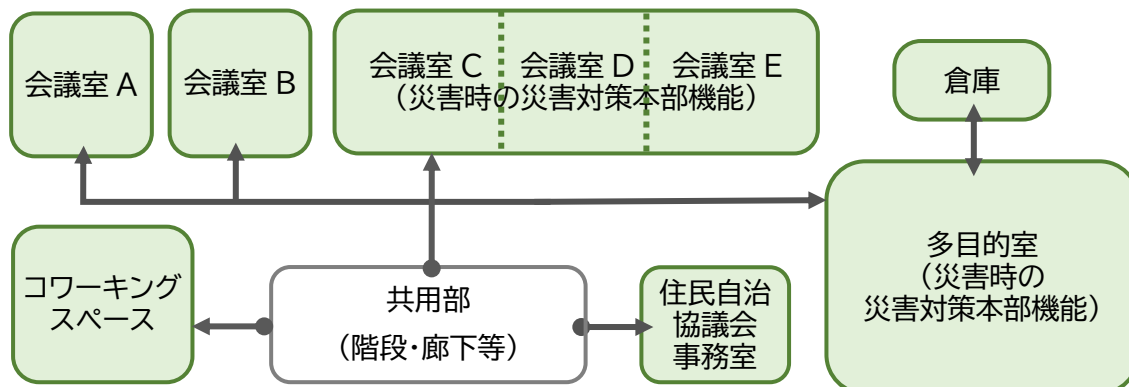 会議室 A
会議室 B
会議室 C
会議室 D
会議室 E
（災害時の災害対策本部機能）
倉庫
多目的室
（災害時の
災害対策本部機能）
コワーキング
スペース
共用部
（階段・廊下等）
住民自治
協議会
事務室